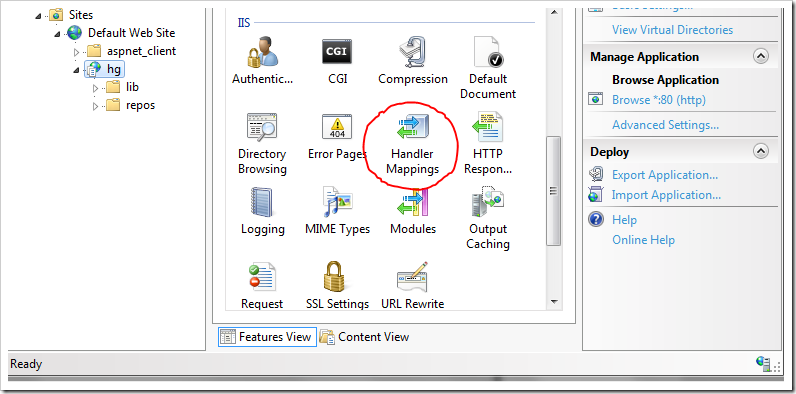 Sites
Default Web Site
aspnet_client
hg
lib
repos
IIS
Authentic...
CGI
CGI
Compression
Default
Document
404
Directory
Browsing
Error Pages
Handler
Mappings
HTTP
Respon...
Logging
MIME Types
Modules
Output
Caching
Request
SSL Settings
URL Rewrite
Features View
Content View
Basic Settings...
View Virtual Directories
Manage Application
Browse Application
Browse *:80 (http)
Advanced Settings...
Deploy
Export Application...
Import Application...
Help
Online Help
Ready